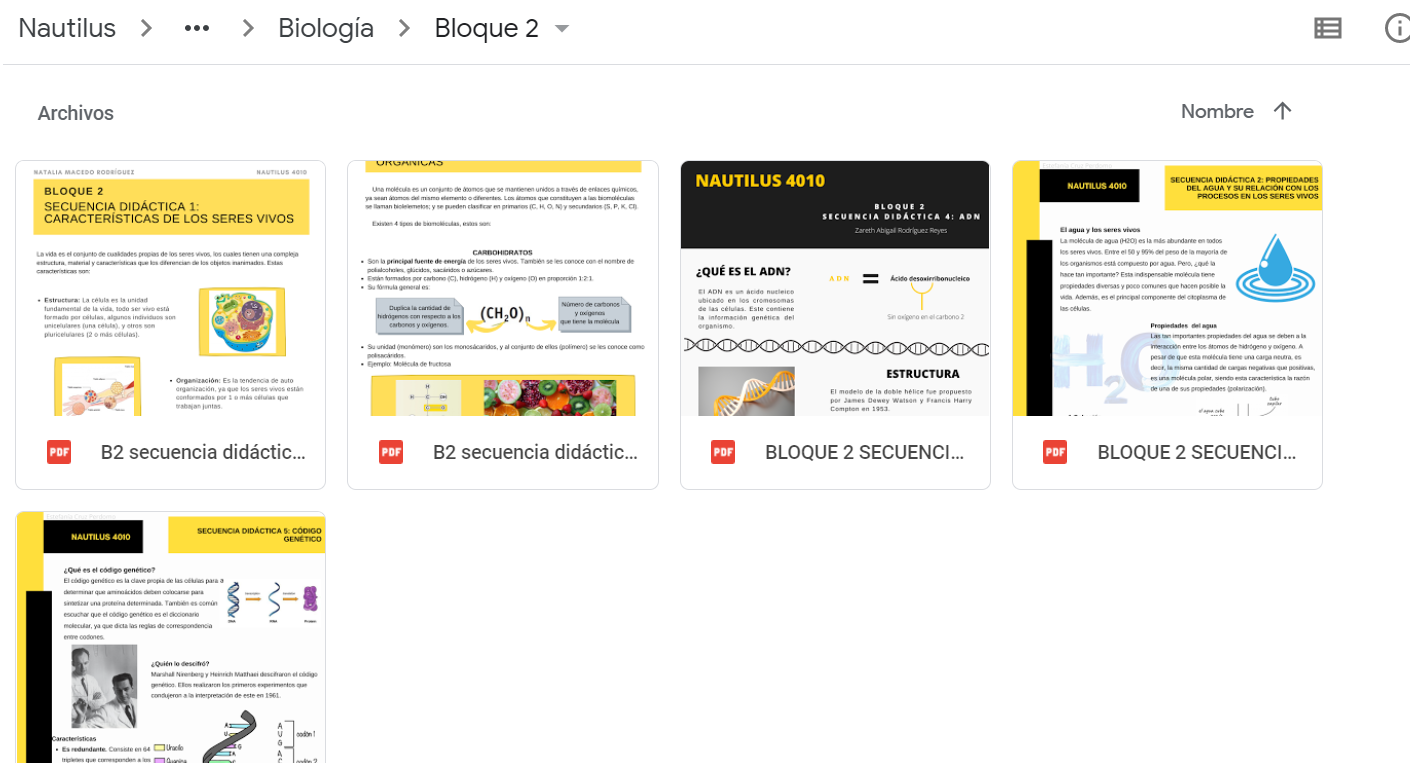 Nautilus > ••• > Biología > Bloque 2
Archivos
Nombre
NATALIA MACEDO RODRÍGUEZ NAUTILUS 4010
BLOQUE 2
SECUENCIA DIDÁCTICA 1:
CARACTERÍSTICAS DE LOS SERES VIVOS
La vida es el conjunto de cualidades propias de los seres vivos, los cuales tienen una compleja
estructura, material y características que los diferencian de los objetos inanimados. Estas
características son:
• Estructura: La célula es la unidad
fundamental de la vida, todo ser vivo está
formado por células, algunos individuos son
unicelulares (una célula), y otros son
pluricelulares (2 o más células).
• Organización: Es la tendencia de auto
organización, ya que los seres vivos están
conformados por 1 o más células que
trabajan juntas.
B2 secuencia didáctic...
ORGÁNICAS
Una molécula es un conjunto de átomos que se mantienen unidos a través de enlaces químicos,
ya sean átomos del mismo elemento o diferentes. Los átomos que constituyen a las biomoléculas
se llaman bioelementos; y se pueden clasificar en primarios (C, H, O, N) y secundarios (S, P, K, Cl).
Existen 4 tipos de biomoléculas, estos son:
CARBOHIDRATOS
• Son la principal fuente de energía de los seres vivos. También se les conoce con el nombre de
polialcoholes, glúcidos, sacáridos o azúcares.
• Están formados por carbono (C), hidrógeno (H) y oxígeno (O) en proporción 1:2:1.
• Su fórmula general es:
Duplica la cantidad de
hidrógenos con respecto a los
carbonos y oxígenos.
(CH2O)n
Número de carbonos
y oxígenos
que tiene la molécula
• Su unidad (monómero) son los monosacáridos, y al conjunto de ellos (polímero) se les conoce como
polisacáridos.
• Ejemplo: Molécula de fructosa
B2 secuencia didáctic...
NAUTILUS 4010
BLOQUE 2
SECUENCIA DIDÁCTICA 4: ADN
Zareth Abigail Rodríguez Reyes
¿QUÉ ES EL ADN?
El ADN es un ácido nucleico
ubicado en los cromosomas
de las células. Este contiene
la información genética del
organismo.
ADN = Ácido desoxirribonucleico
Sin oxígeno en el carbono 2
ESTRUCTURA
El modelo de la doble hélice fue propuesto
por James Dewey Watson y Francis Harry
Compton en 1953.
BLOQUE 2 SECUENCI...
Estefanía Cruz Perdomo
NAUTILUS 4010
SECUENCIA DIDÁCTICA 2: PROPIEDADES
DEL AGUA Y SU RELACIÓN CON LOS
PROCESOS EN LOS SERES VIVOS
El agua y los seres vivos
La molécula de agua (H2O) es la más abundante en todos
los seres vivos. Entre el 50 y 95% del peso de la mayoría de
los organismos está compuesto por agua. Pero, ¿qué la
hace tan importante? Esta indispensable molécula tiene
propiedades diversas y poco comunes que hacen posible la
vida. Además, es el principal componente del citoplasma de
las células.
H2O
Propiedades del agua
Las tan importantes propiedades del agua se deben a la
interacción entre los átomos de hidrógeno y oxígeno. A
pesar de que esta molécula tiene una carga neutra, es
decir, la misma cantidad de cargas negativas que positivas,
es una molécula polar, siendo esta característica la razón
de una de sus propiedades (polarización).
el agua sube
BLOQUE 2 SECUENCI...
Estefanía Cruz Perdomo
NAUTILUS 4010
SECUENCIA DIDÁCTICA 5: CÓDIGO
GENÉTICO
¿Qué es el código genético?
El código genético es la clave propia de las células para
determinar que aminoácidos deben colocarse para
sintetizar una proteína determinada. También es común
escuchar que el código genético es el diccionario
molecular, ya que dicta las reglas de correspondencia
entre codones.
¿Quién lo descifró?
Marshall Nirenberg y Heinrich Matthaei descifraron el código
genético. Ellos realizaron los primeros experimentos que
condujeron a la interpretación de este en 1961.
Características
• Es redundante. Consiste en 64
tripletes que corresponden a los
Uracilo
Guanina
A
U
G
codón 1
A
C
codón 2